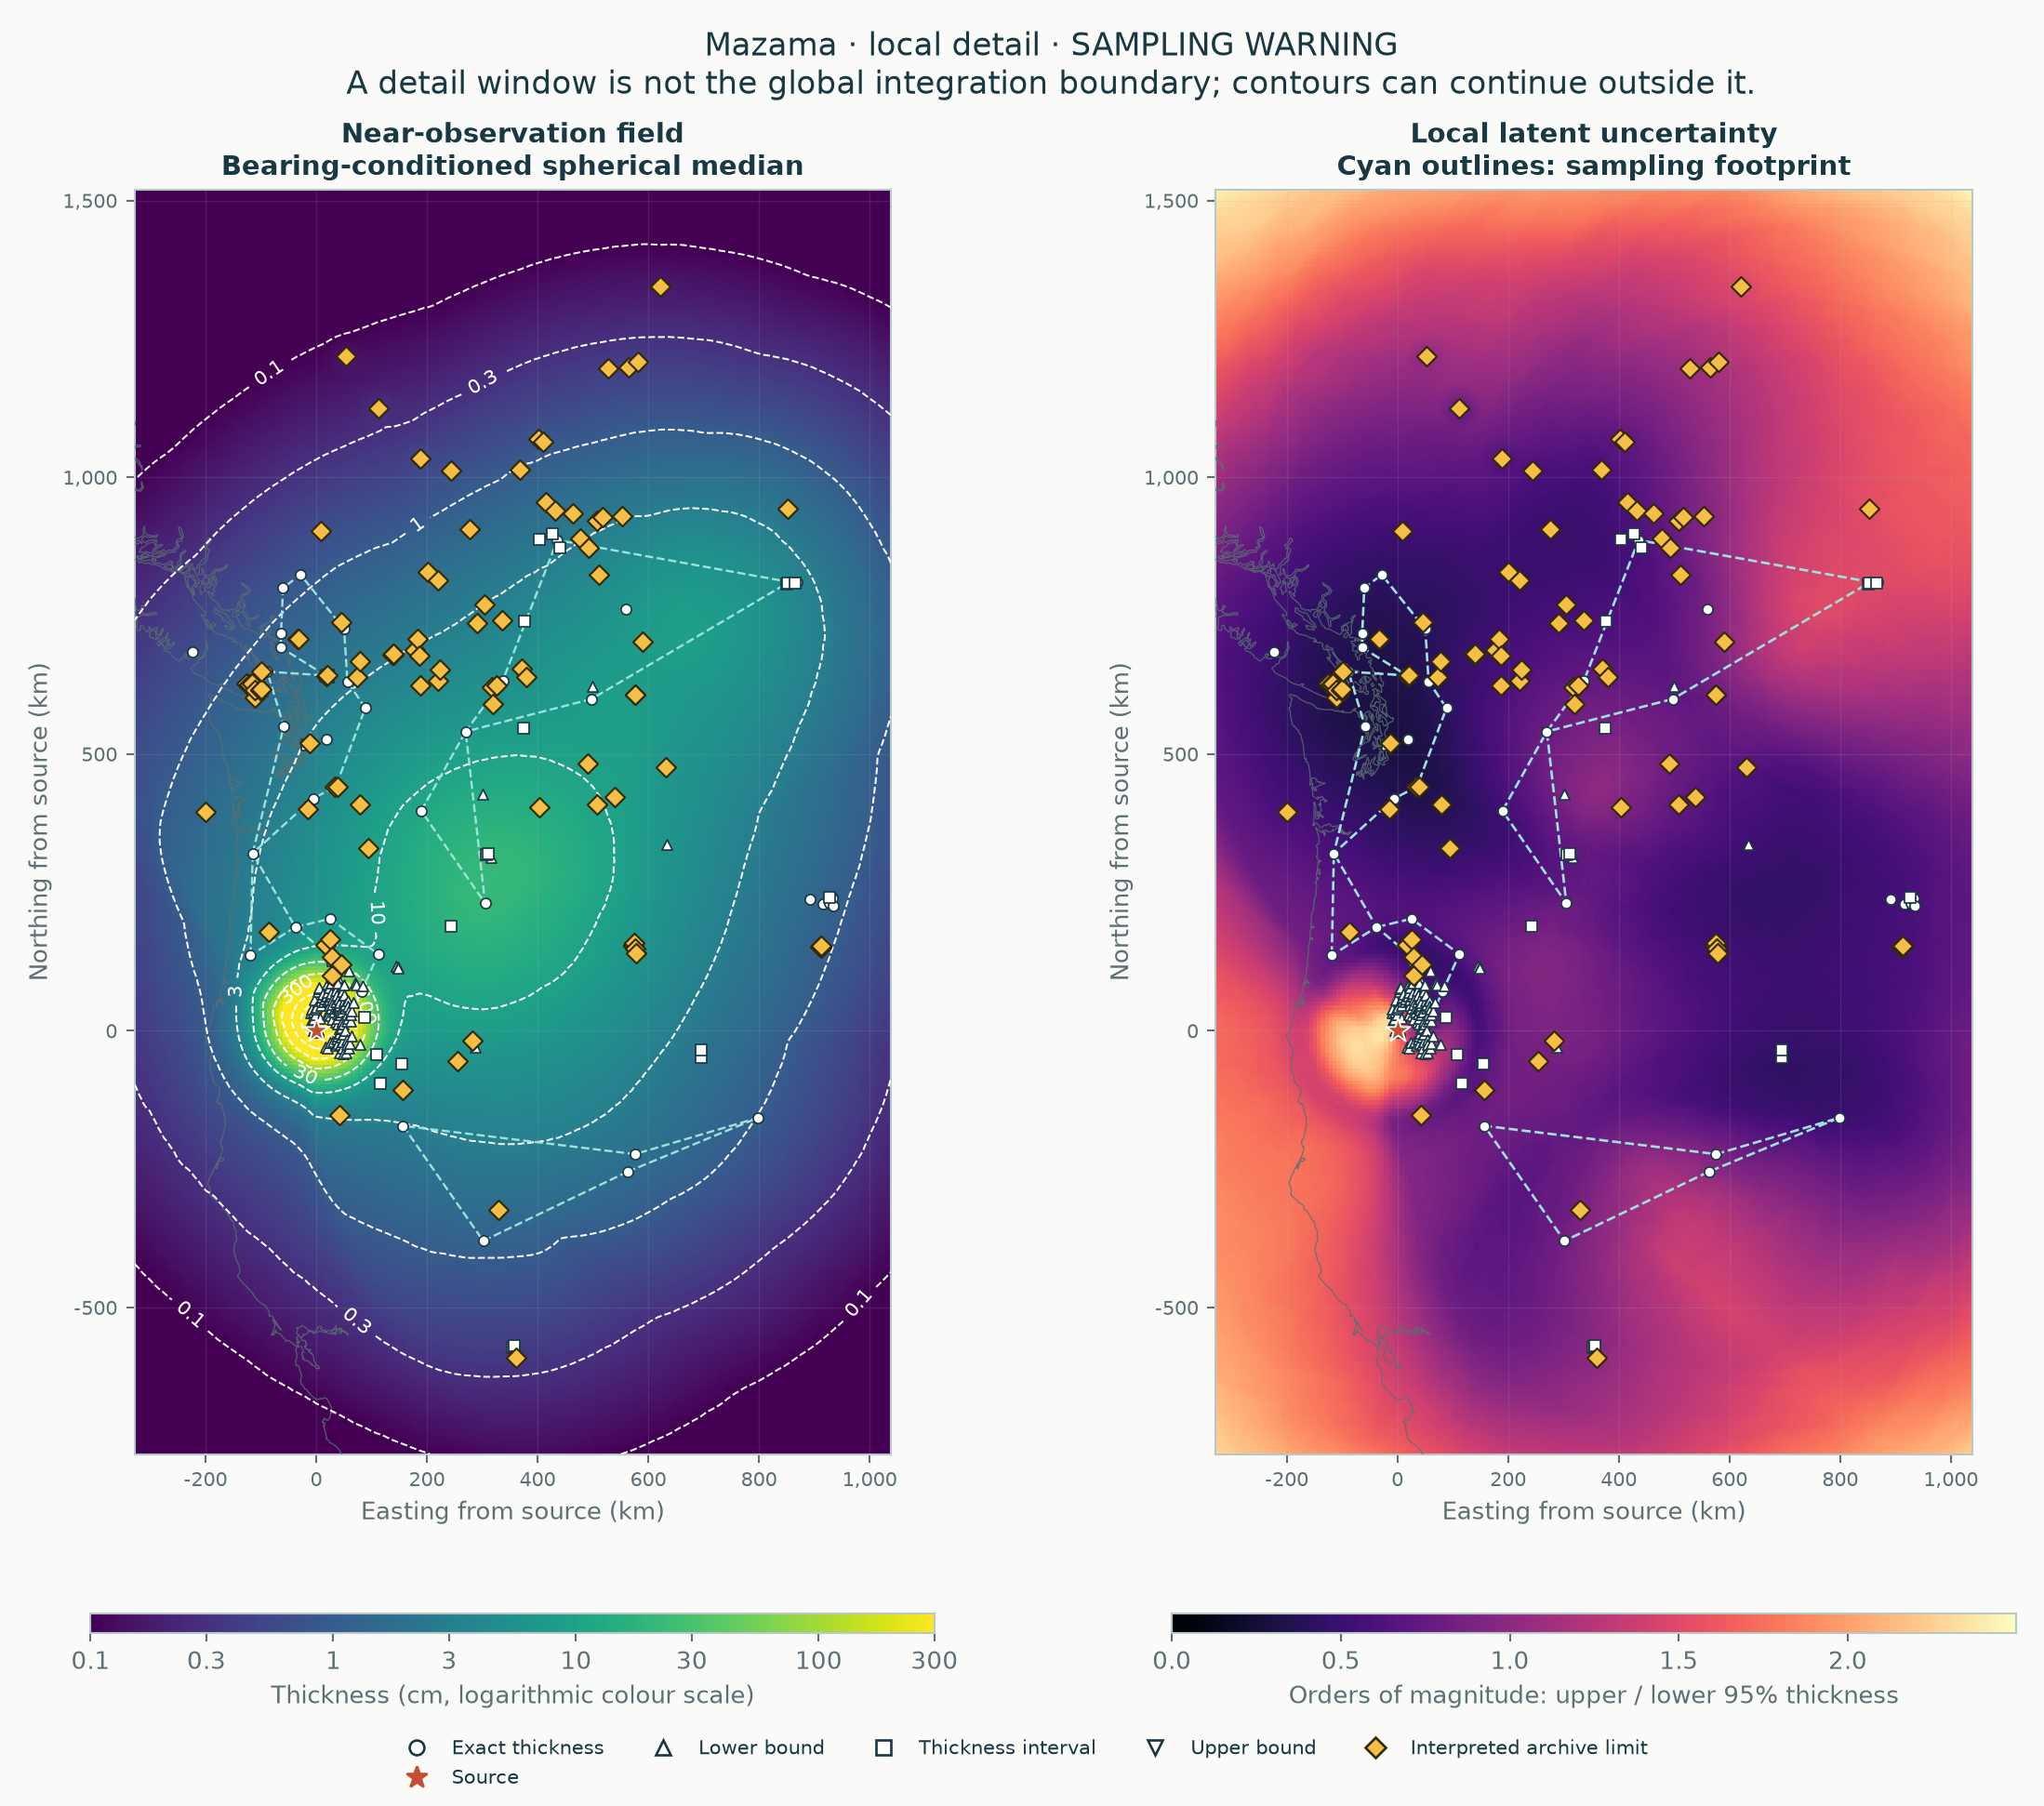 Mazama · local detail · SAMPLING WARNING
A detail window is not the global integration boundary; contours can continue outside it.
Near-observation field
Bearing-conditioned spherical median
Local latent uncertainty
Cyan outlines: sampling footprint
1,500
1,000
500
0
-500
Northing from source (km)
0.1
0.3
1
3
10
300
30
0.1
0.3
0.1
-200
0
200
400
600
800
1,000
Easting from source (km)
1,500
1,000
500
0
-500
Northing from source (km)
-200
0
200
400
600
800
1,000
Easting from source (km)
0.1
0.3
1
3
10
30
100
300
Thickness (cm, logarithmic colour scale)
0.0
0.5
1.0
1.5
2.0
Orders of magnitude: upper / lower 95% thickness
Exact thickness
Lower bound
Thickness interval
Upper bound
Interpreted archive limit
Source